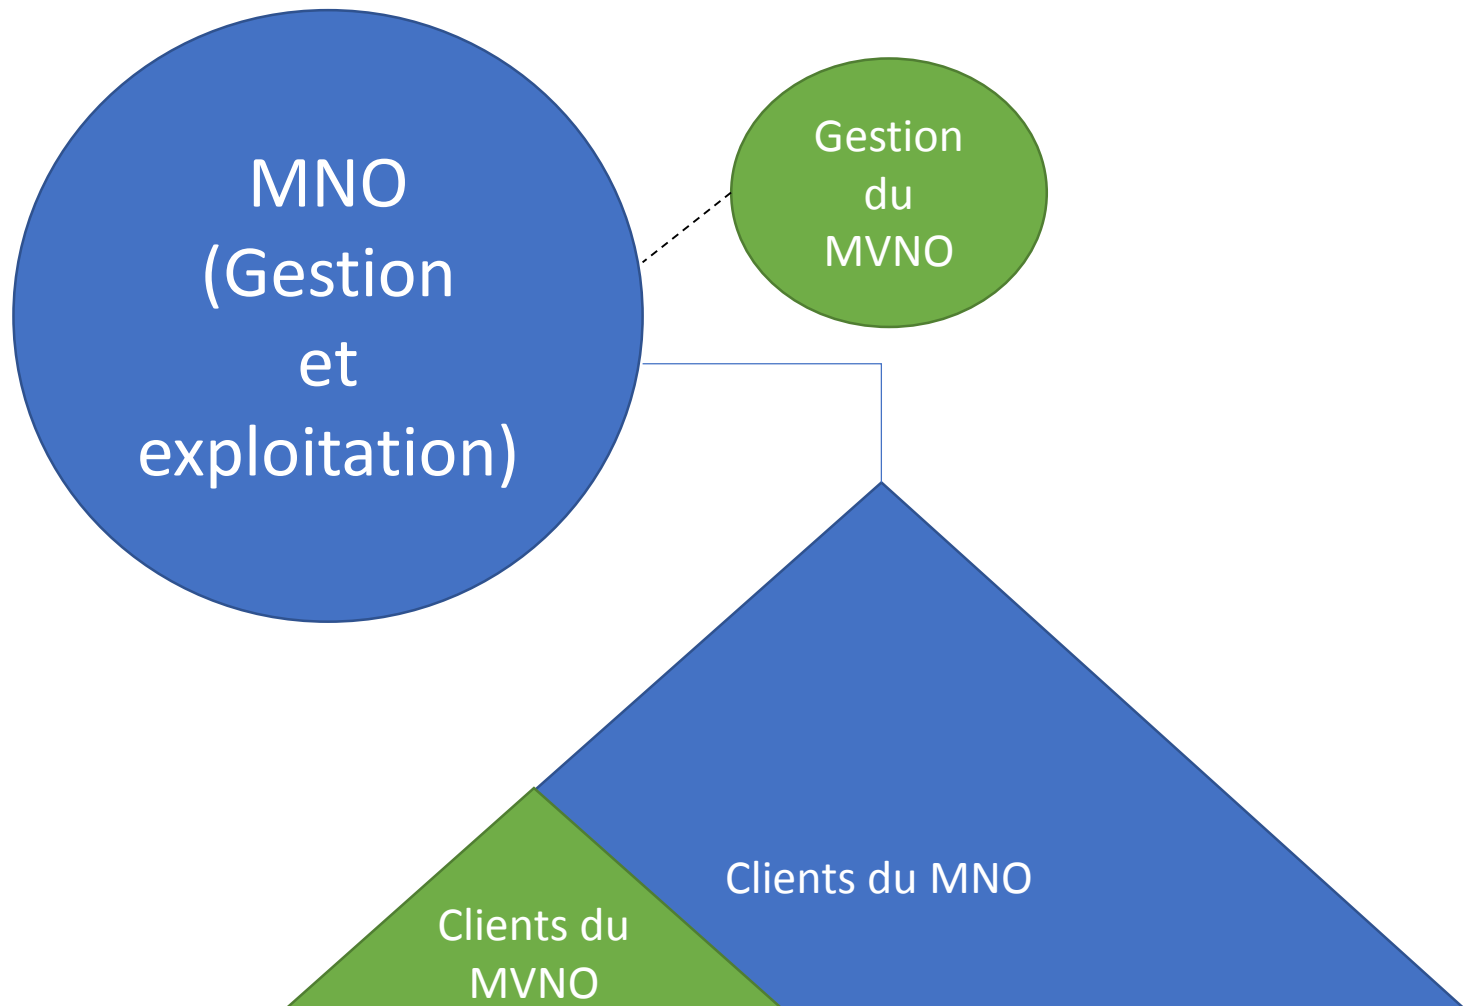 MNO
(Gestion
et
exploitation)
Gestion
du
MVNO
Clients du MNO
Clients du
MVNO